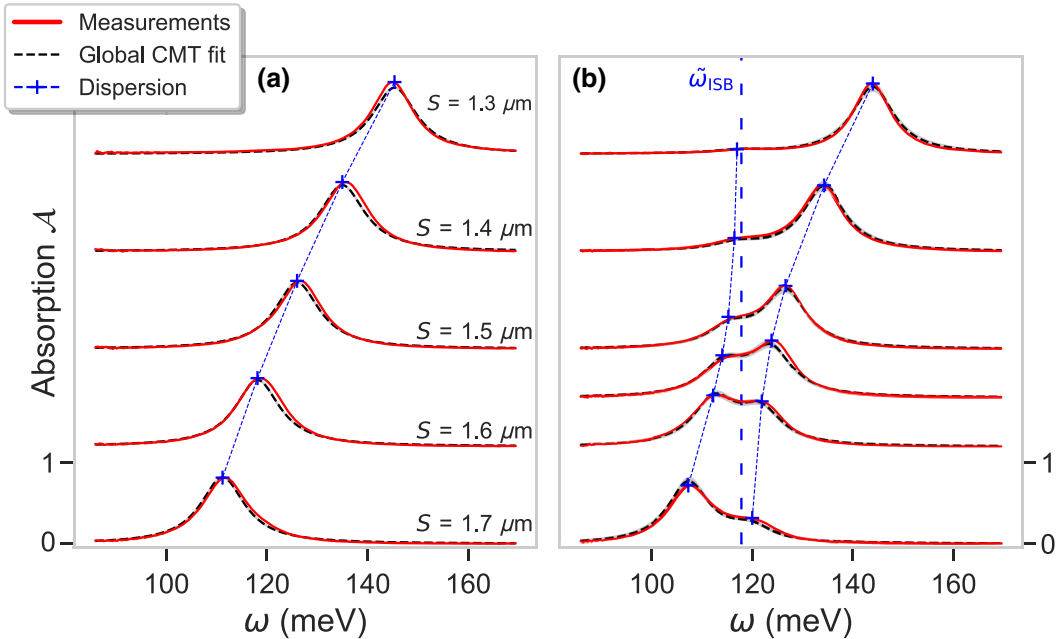 Measurements
Global CMT fit
Dispersion
(a)
(b)
ω̃ISB
S = 1.3 μm
S = 1.4 μm
S = 1.5 μm
S = 1.6 μm
S = 1.7 μm
Absorption 𝒜
1
0
1
0
100 120 140 160
100 120 140 160
ω (meV)
ω (meV)